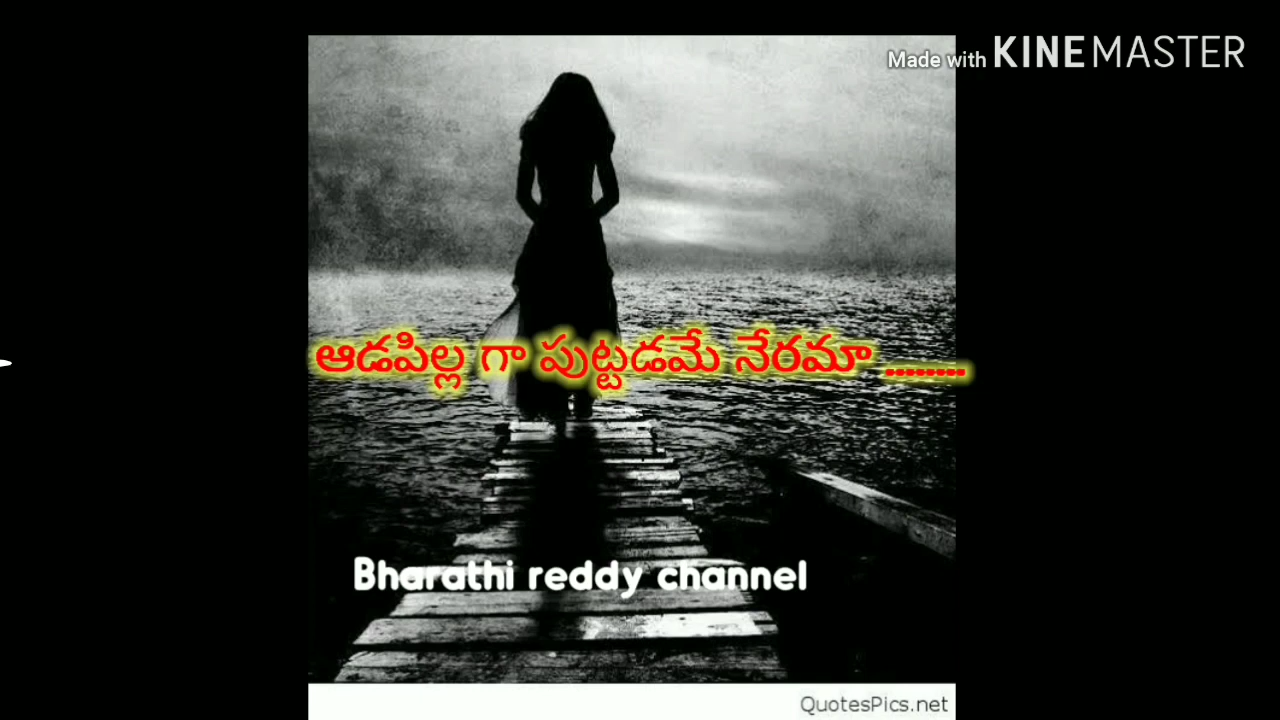 Made with KINEMASTER
ఆడపిల్ల గా పుట్టడమే నేరమా ........
Bharathi reddy channel
QuotesPics.net